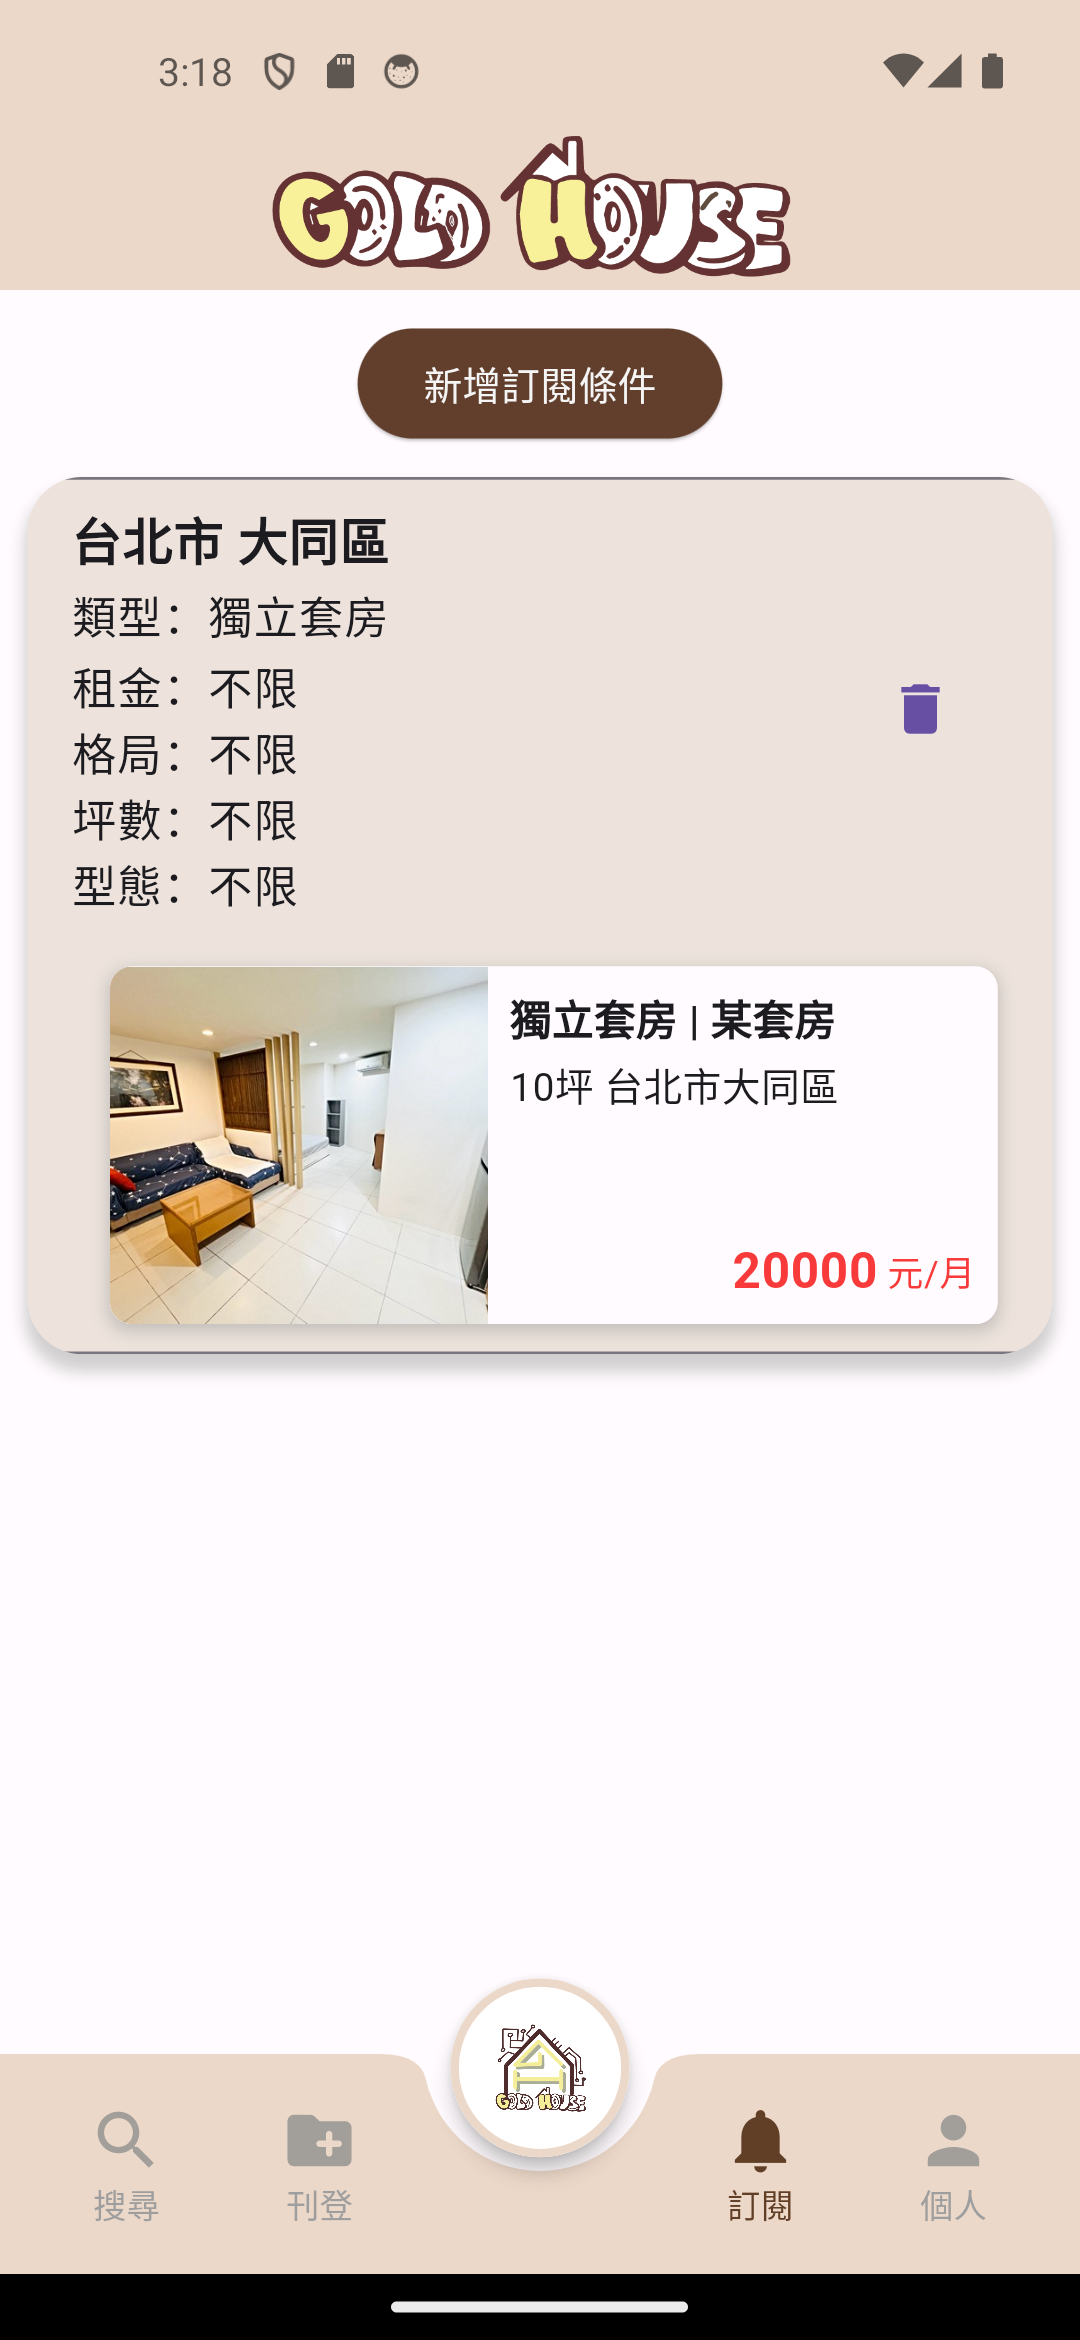 3:18
GOLD HOUSE
新增訂閱條件
台北市 大同區
類型：獨立套房
租金：不限
格局：不限
坪數：不限
型態：不限
獨立套房 | 某套房
10坪 台北市大同區
20000 元/月
GOLD HOUSE
搜尋
刊登
訂閱
個人